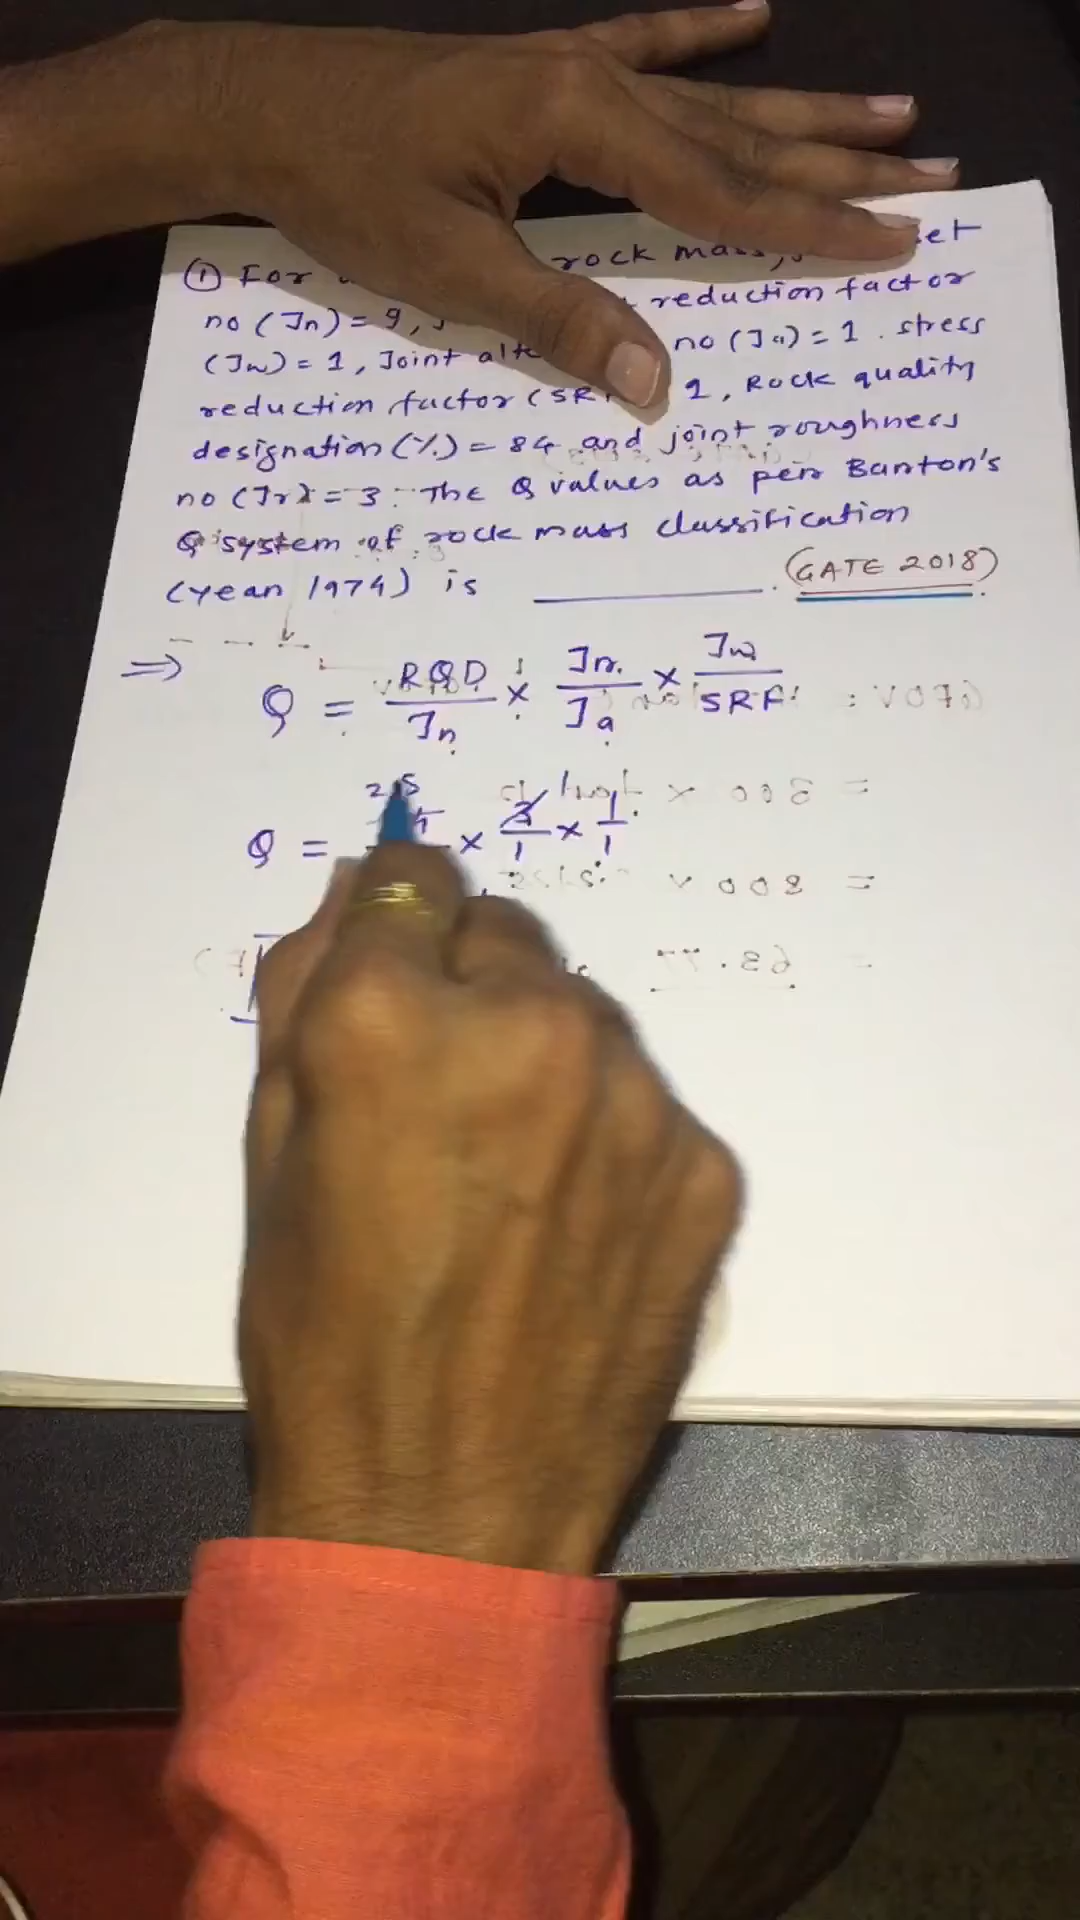 ① For rock mass, set
no (Jn) = 9, reduction factor
(Jw) = 1, Joint no (Ja) = 1 . stress
reduction factor (SR 1, Rock quality
designation (%) = 84 and joint roughness
no (Jr) = 3. The Q values as per Barton's
Q system of rock mass classification
(year 1974) is ________ . (GATE 2018)
⇒ Q = RQD/Jn × Jr/Ja × Jw/SRF
28
Q = × 3/1 × 1/1